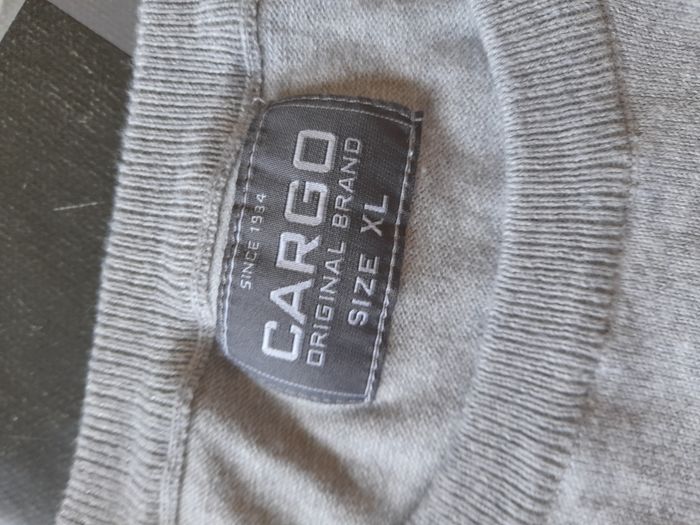 SINCE 1934
CARGO
ORIGINAL BRAND
SIZE XL